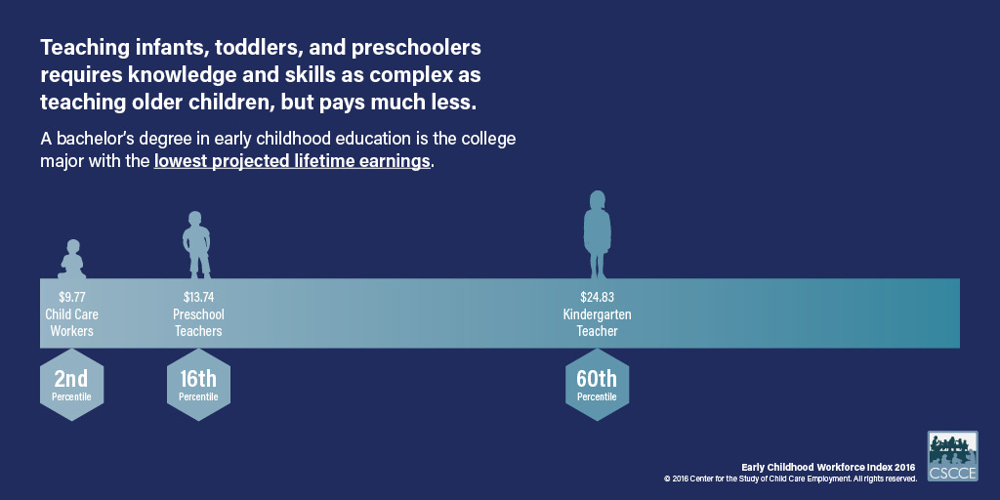 Teaching infants, toddlers, and preschoolers
requires knowledge and skills as complex as
teaching older children, but pays much less.
A bachelor's degree in early childhood education is the college
major with the lowest projected lifetime earnings.
$9.77
Child Care
Workers
$13.74
Preschool
Teachers
$24.83
Kindergarten
Teacher
2nd
Percentile
16th
Percentile
60th
Percentile
Early Childhood Workforce Index 2016
© 2016 Center for the Study of Child Care Employment. All rights reserved.
CSCCE